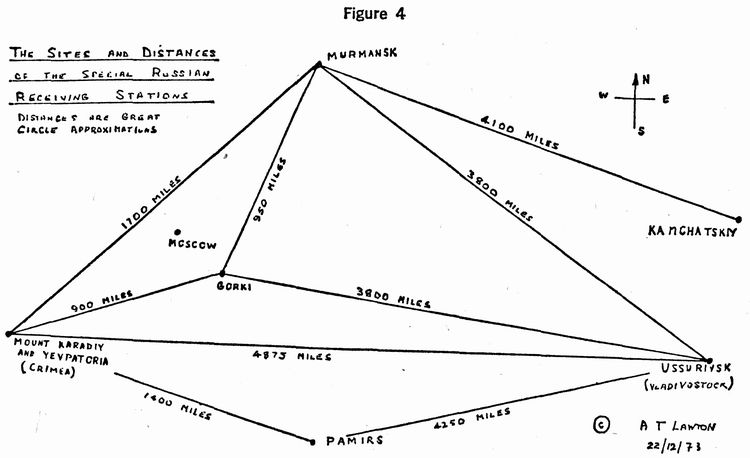 Figure 4
THE SITES AND DISTANCES
OF THE SPECIAL RUSSIAN
RECEIVING STATIONS
DISTANCES ARE GREAT
CIRCLE APPROXIMATIONS
MURMANSK
N
W E
S
4100 MILES
1700 MILES
950 MILES
3800 MILES
KAMCHATSKIY
MOSCOW
GORKI
900 MILES
3800 MILES
MOUNT KARADIY
AND YEVPATORIA
(CRIMEA)
4875 MILES
USSURIYSK
(VLADIVOSTOCK)
1400 MILES
4250 MILES
PAMIRS
© A T LAWTON
22/12/73